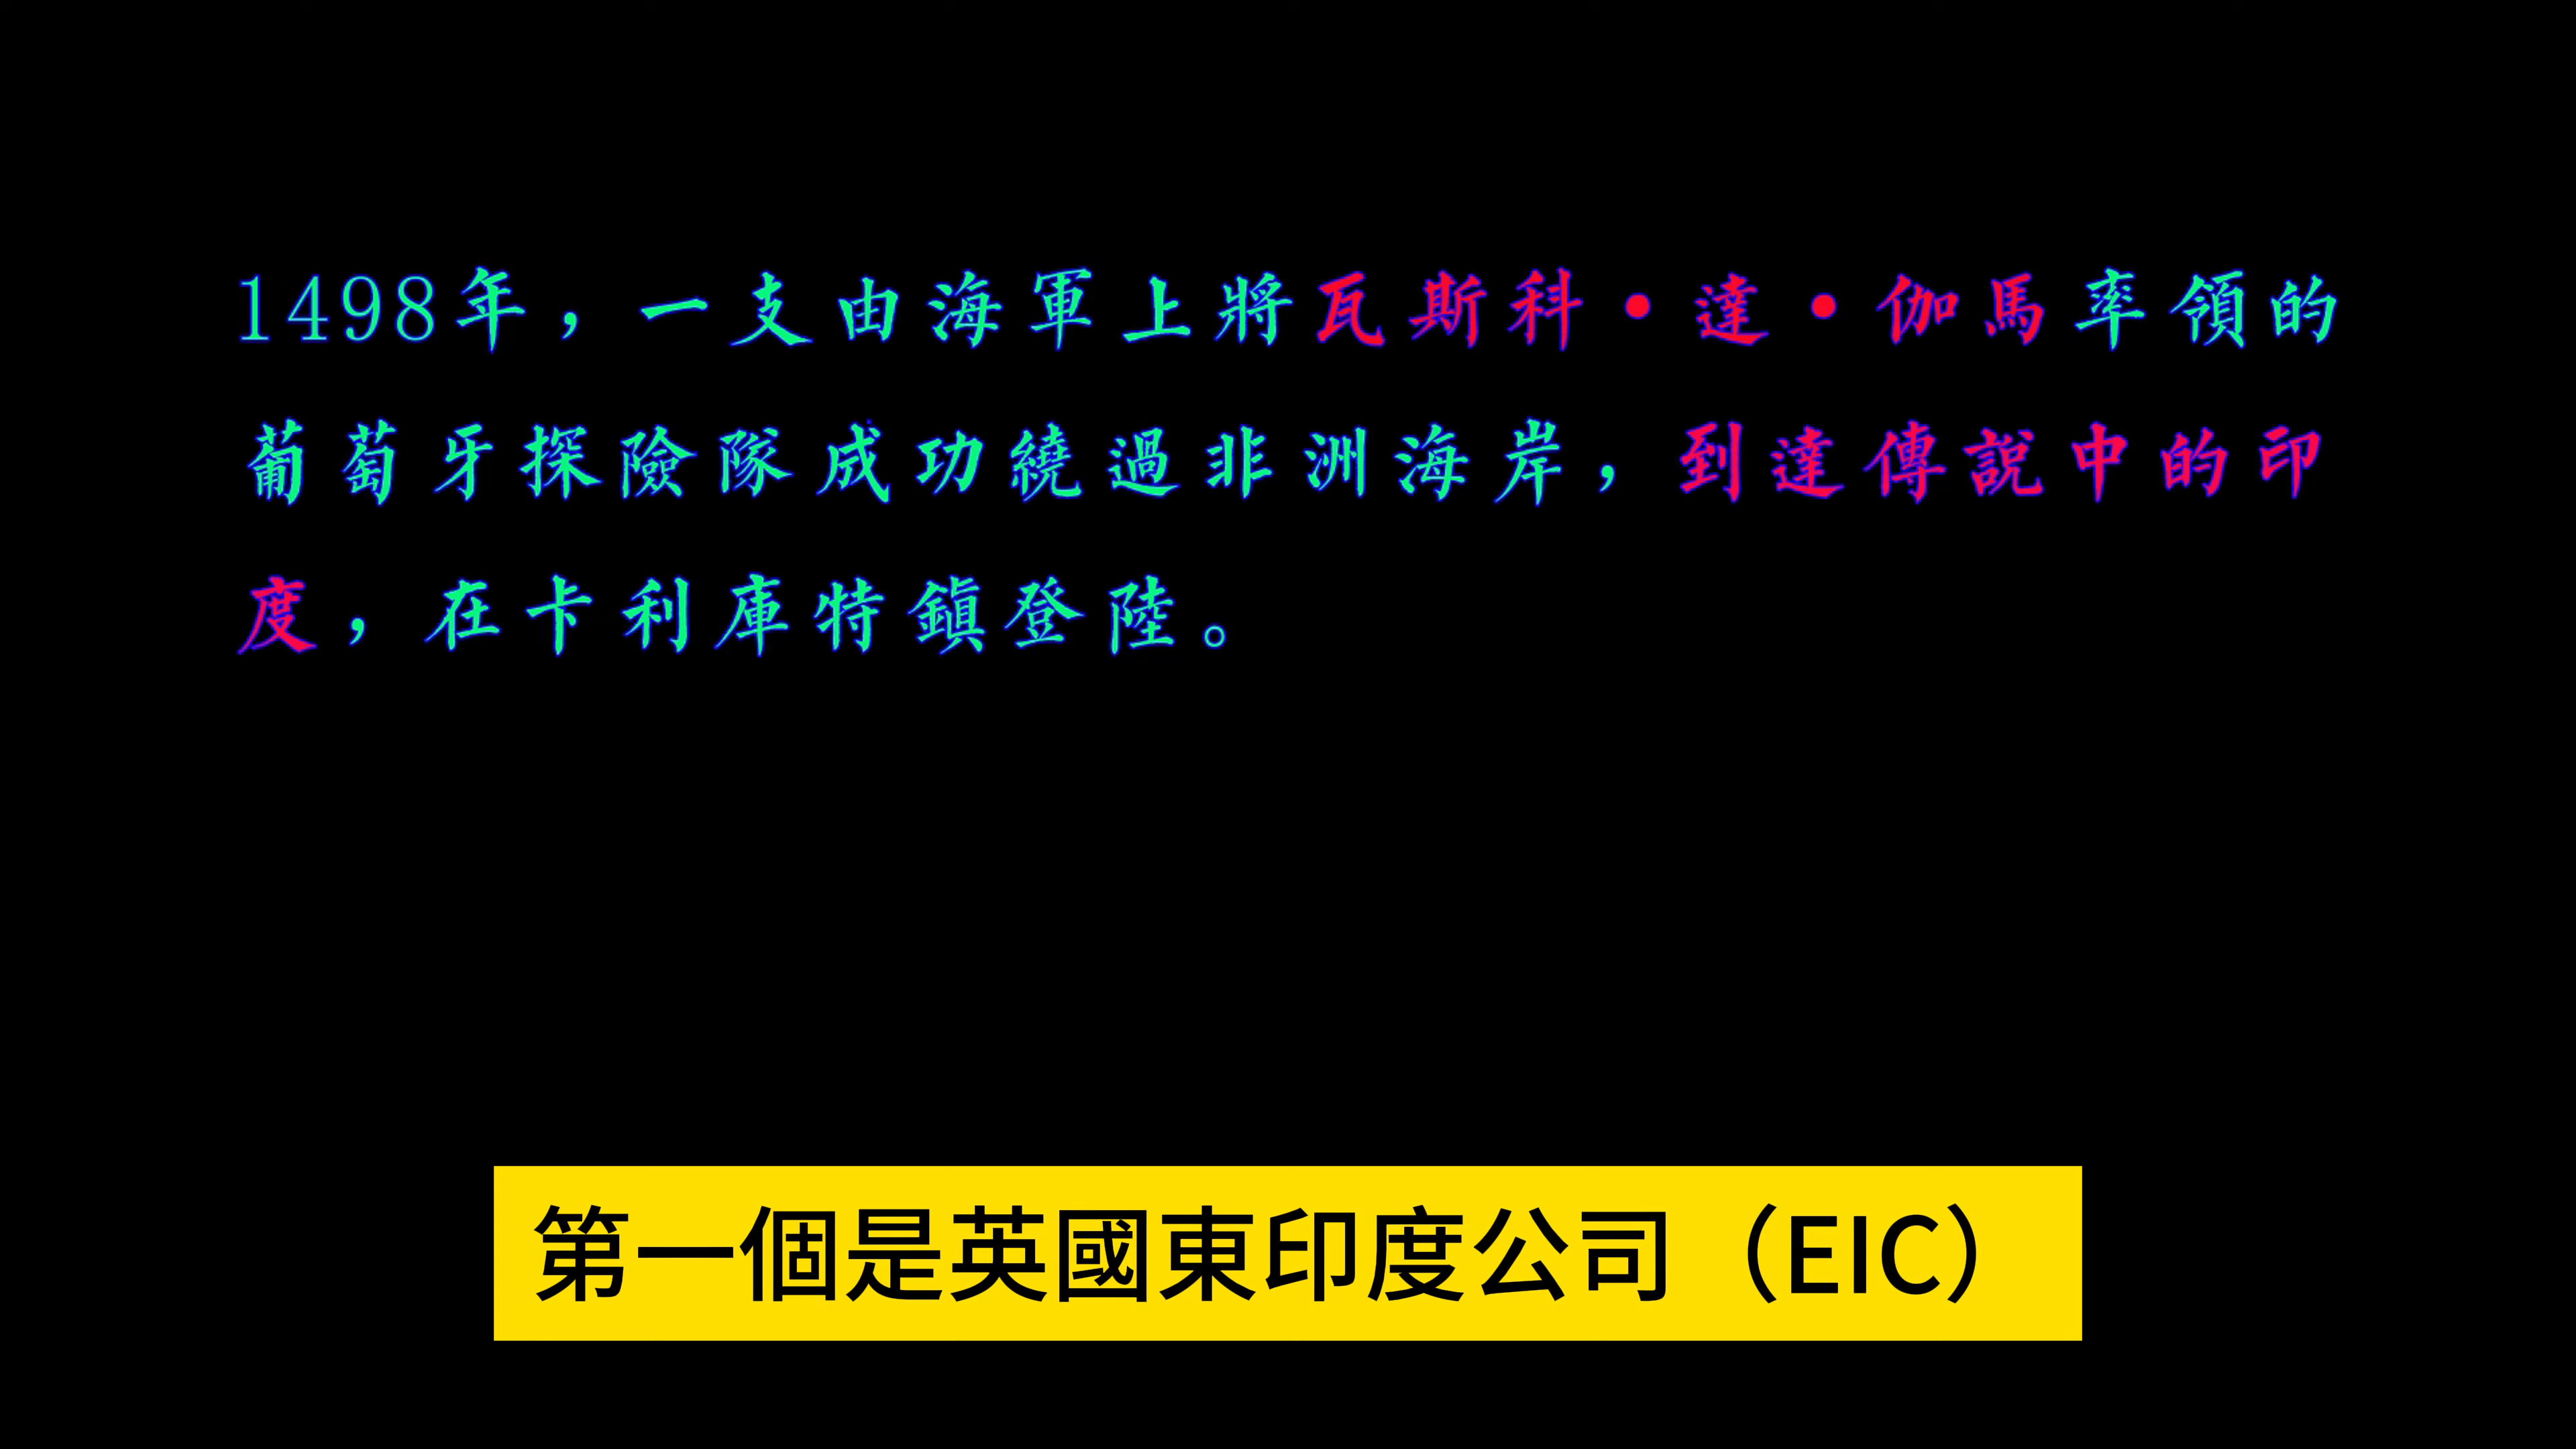 1498年，一支由海軍上將瓦斯科•達•伽馬率領的
葡萄牙探險隊成功繞過非洲海岸，到達傳說中的印
度，在卡利庫特鎮登陸。
第一個是英國東印度公司（EIC）